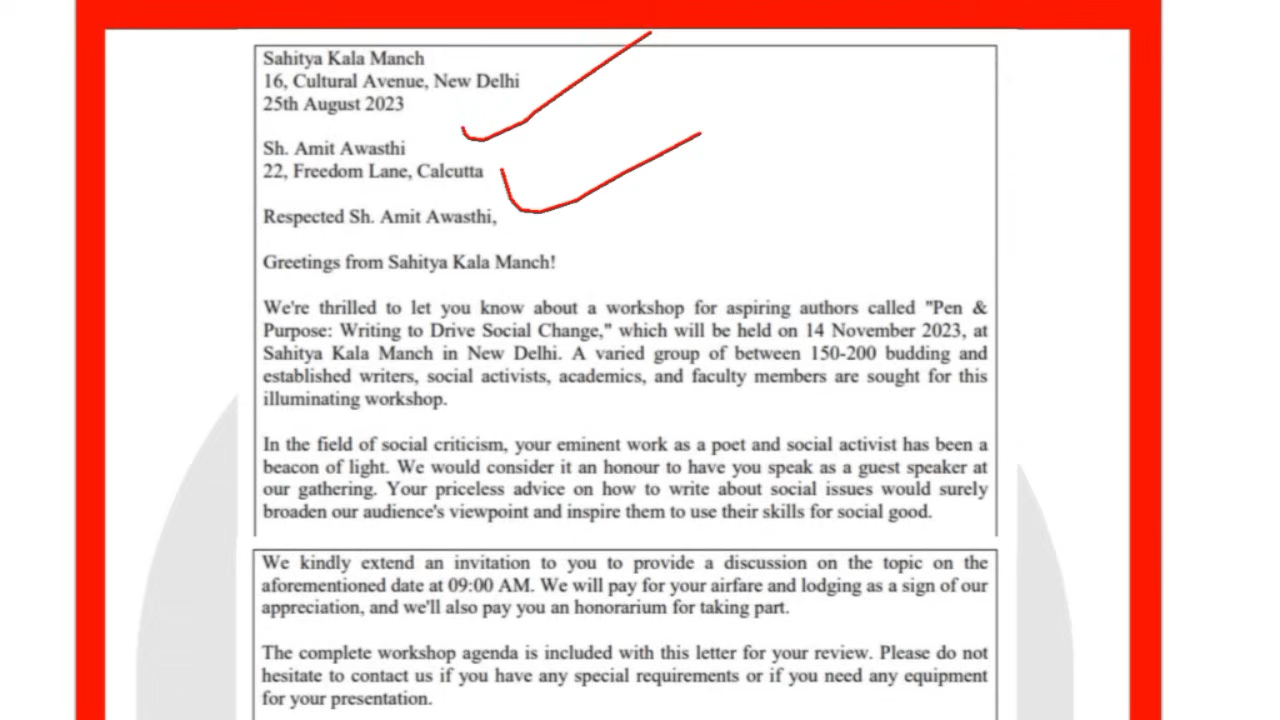 Sahitya Kala Manch
16, Cultural Avenue, New Delhi
25th August 2023
Sh. Amit Awasthi
22, Freedom Lane, Calcutta
Respected Sh. Amit Awasthi,
Greetings from Sahitya Kala Manch!
We're thrilled to let you know about a workshop for aspiring authors called "Pen &
Purpose: Writing to Drive Social Change," which will be held on 14 November 2023, at
Sahitya Kala Manch in New Delhi. A varied group of between 150-200 budding and
established writers, social activists, academics, and faculty members are sought for this
illuminating workshop.
In the field of social criticism, your eminent work as a poet and social activist has been a
beacon of light. We would consider it an honour to have you speak as a guest speaker at
our gathering. Your priceless advice on how to write about social issues would surely
broaden our audience's viewpoint and inspire them to use their skills for social good.
We kindly extend an invitation to you to provide a discussion on the topic on the
aforementioned date at 09:00 AM. We will pay for your airfare and lodging as a sign of our
appreciation, and we'll also pay you an honorarium for taking part.
The complete workshop agenda is included with this letter for your review. Please do not
hesitate to contact us if you have any special requirements or if you need any equipment
for your presentation.